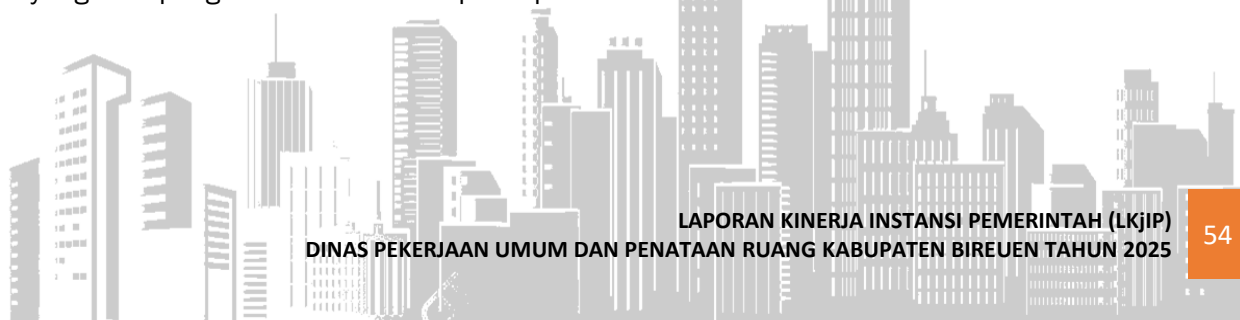 LAPORAN KINERJA INSTANSI PEMERINTAH (LKjIP)
DINAS PEKERJAAN UMUM DAN PENATAAN RUANG KABUPATEN BIREUEN TAHUN 2025
54